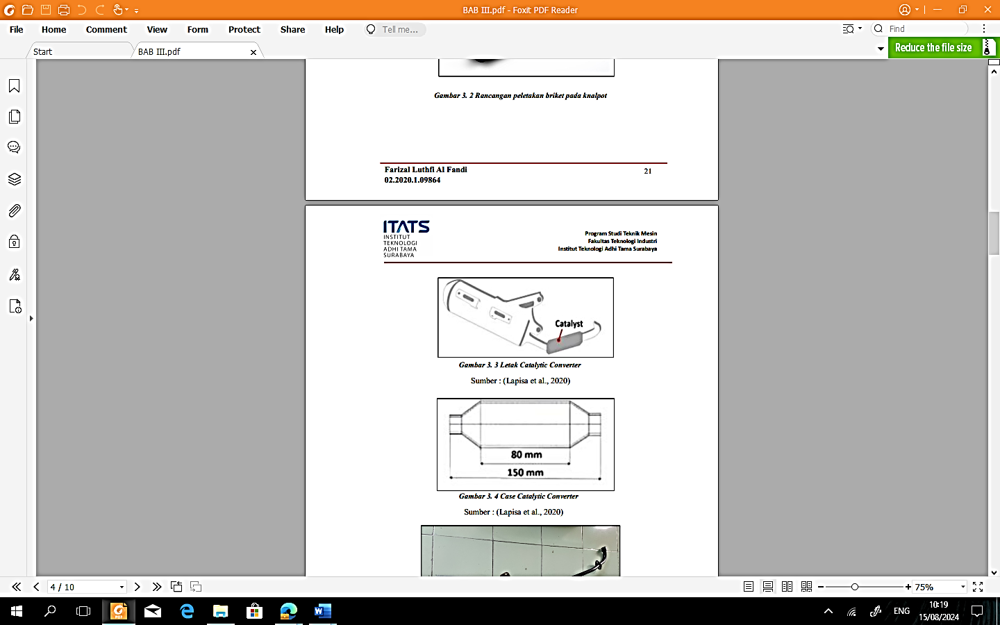 BAB III.pdf - Foxit PDF Reader
File Home Comment View Form Protect Share Help Tell me... Find
Start BAB III.pdf Reduce the file size
Gambar 3. 2 Rancangan peletakan briket pada knalpot
Farizal Luthfi Al Fandi 21
02.2020.1.09864
ITATS
INSTITUT
TEKNOLOGI
ADHI TAMA
SURABAYA
Program Studi Teknik Mesin
Fakultas Teknologi Industri
Institut Teknologi Adhi Tama Surabaya
Catalyst
Gambar 3. 3 Letak Catalytic Converter
Sumber : (Lapisa et al., 2020)
80 mm
150 mm
Gambar 3. 4 Case Catalytic Converter
Sumber : (Lapisa et al., 2020)
4 / 10 75%
ENG 10:19
15/08/2024